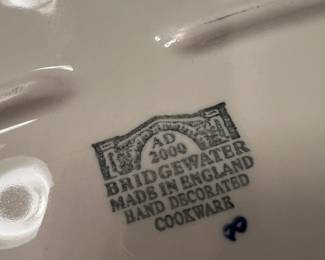 AD
2000
BRIDGEWATER
MADE IN ENGLAND
HAND DECORATED
COOKWARE